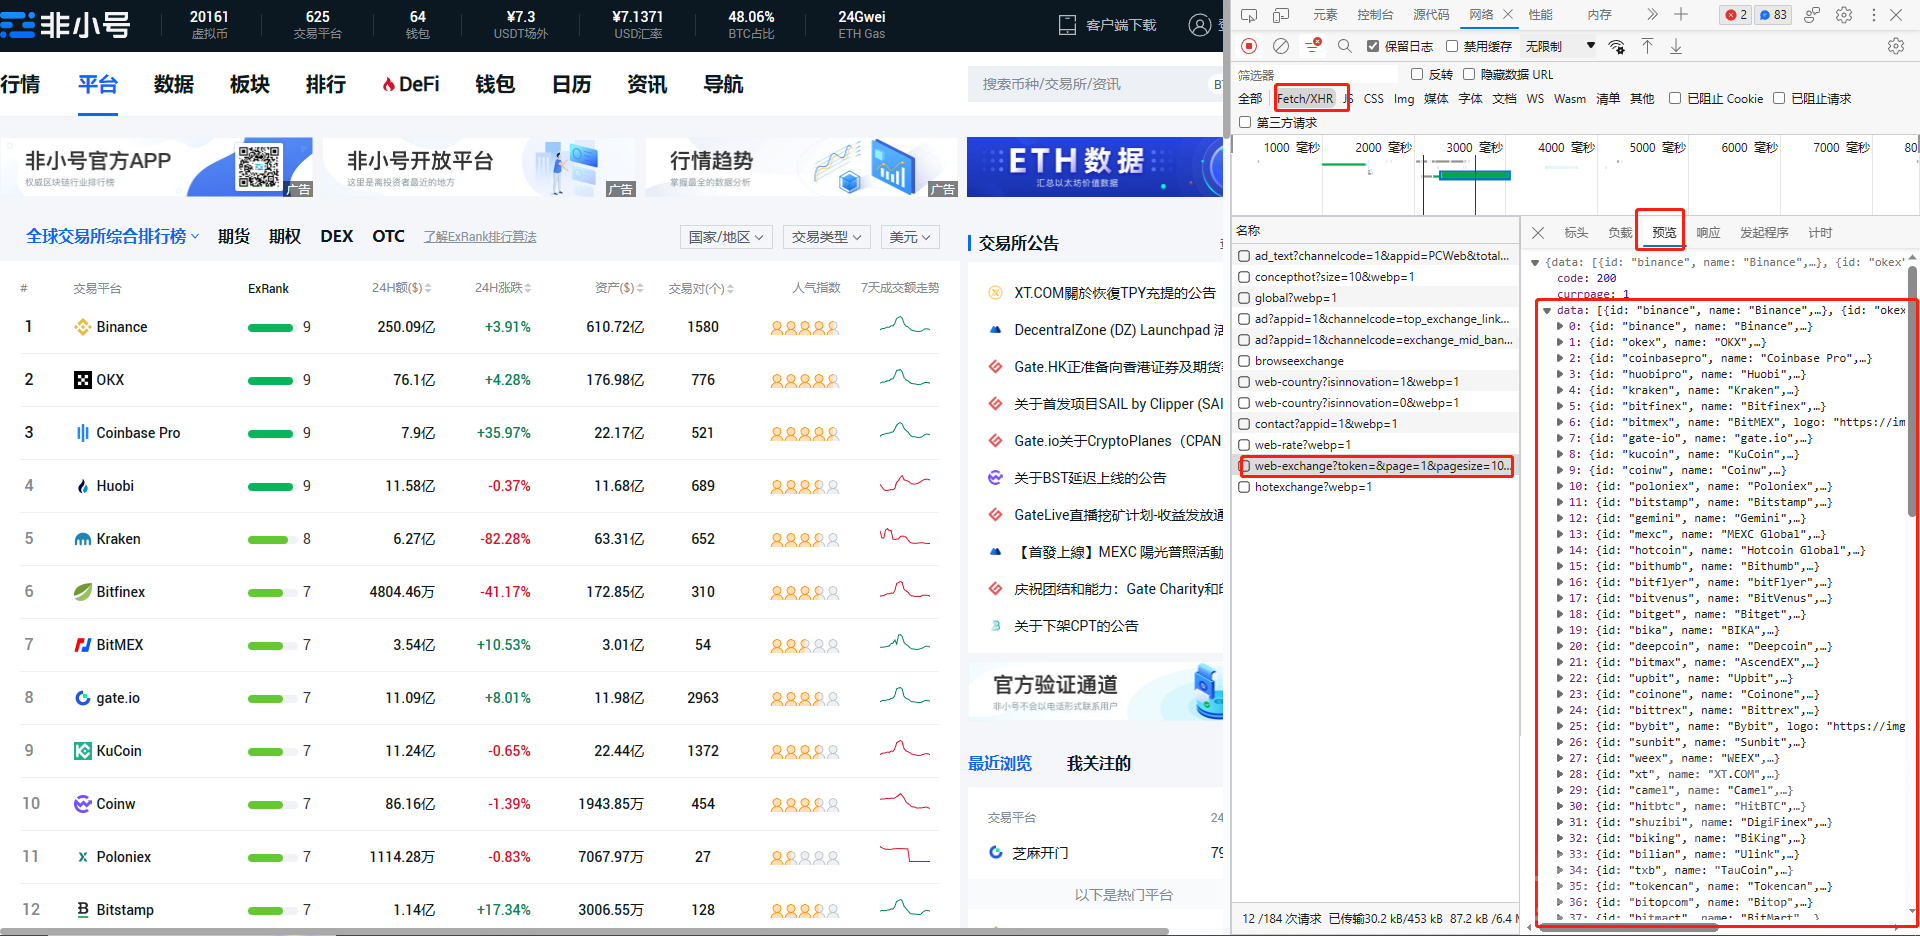 非小号
20161
虚拟币
625
交易平台
64
钱包
¥7.3
USDT场外
¥7.1371
USD汇率
48.06%
BTC占比
24Gwei
ETH Gas
客户端下载
行情 平台 数据 板块 排行 DeFi 钱包 日历 资讯 导航
搜索币种/交易所/资讯
非小号官方APP
权威区块链行业排行榜
广告
非小号开放平台
这里是离投资者最近的地方
广告
行情趋势
掌握最全的数据分析
广告
ETH数据
汇总以太坊价值数据
全球交易所综合排行榜 期货 期权 DEX OTC 了解ExRank排行算法
国家/地区 交易类型 美元
# 交易平台 ExRank 24H额($) 24H涨跌 资产($) 交易对(个) 人气指数 7天成交额走势
1 Binance 9 250.09亿 +3.91% 610.72亿 1580
2 OKX 9 76.1亿 +4.28% 176.98亿 776
3 Coinbase Pro 9 7.9亿 +35.97% 22.17亿 521
4 Huobi 9 11.58亿 -0.37% 11.68亿 689
5 Kraken 8 6.27亿 -82.28% 63.31亿 652
6 Bitfinex 7 4804.46万 -41.17% 172.85亿 310
7 BitMEX 7 3.54亿 +10.53% 3.01亿 54
8 gate.io 7 11.09亿 +8.01% 11.98亿 2963
9 KuCoin 7 11.24亿 -0.65% 22.44亿 1372
10 Coinw 7 86.16亿 -1.39% 1943.85万 454
11 Poloniex 7 1114.28万 -0.83% 7067.97万 27
12 Bitstamp 7 1.14亿 +17.34% 3006.55万 128
交易所公告
XT.COM關於恢復TPY充提的公告
DecentralZone (DZ) Launchpad 活
Gate.HK正准备向香港证券及期货
关于首发项目SAIL by Clipper (SAI
Gate.io关于CryptoPlanes（CPAN
关于BST延迟上线的公告
GateLive直播挖矿计划-收益发放通
【首發上線】MEXC 陽光普照活動
庆祝团结和能力：Gate Charity和
关于下架CPT的公告
官方验证通道
非小号不会以电话形式联系用户
最近浏览 我关注的
交易平台 24
芝麻开门 79
以下是热门平台
元素 控制台 源代码 网络 性能 内存
2 83
保留日志 禁用缓存 无限制
筛选器 反转 隐藏数据 URL
全部 Fetch/XHR JS CSS Img 媒体 字体 文档 WS Wasm 清单 其他 已阻止 Cookie 已阻止请求
第三方请求
1000 毫秒 2000 毫秒 3000 毫秒 4000 毫秒 5000 毫秒 6000 毫秒 7000 毫秒 80
名称
ad_text?channelcode=1&appid=PCWeb&total...
concepthot?size=10&webp=1
global?webp=1
ad?appid=1&channelcode=top_exchange_link...
ad?appid=1&channelcode=exchange_mid_ban...
browseexchange
web-country?isinnovation=1&webp=1
web-country?isinnovation=0&webp=1
contact?appid=1&webp=1
web-rate?webp=1
web-exchange?token=&page=1&pagesize=10...
hotexchange?webp=1
12 /184 次请求 已传输30.2 kB/453 kB 87.2 kB /6.4 M
标头 负载 预览 响应 发起程序 计时
{data: [{id: "binance", name: "Binance",…}, {id: "okex"
code: 200
currpage: 1
data: [{id: "binance", name: "Binance",…}, {id: "okex
0: {id: "binance", name: "Binance",…}
1: {id: "okex", name: "OKX",…}
2: {id: "coinbasepro", name: "Coinbase Pro",…}
3: {id: "huobipro", name: "Huobi",…}
4: {id: "kraken", name: "Kraken",…}
5: {id: "bitfinex", name: "Bitfinex",…}
6: {id: "bitmex", name: "BitMEX", logo: "https://im
7: {id: "gate-io", name: "gate.io",…}
8: {id: "kucoin", name: "KuCoin",…}
9: {id: "coinw", name: "Coinw",…}
10: {id: "poloniex", name: "Poloniex",…}
11: {id: "bitstamp", name: "Bitstamp",…}
12: {id: "gemini", name: "Gemini",…}
13: {id: "mexc", name: "MEXC Global",…}
14: {id: "hotcoin", name: "Hotcoin Global",…}
15: {id: "bithumb", name: "Bithumb",…}
16: {id: "bitflyer", name: "bitFlyer",…}
17: {id: "bitvenus", name: "BitVenus",…}
18: {id: "bitget", name: "Bitget",…}
19: {id: "bika", name: "BIKA",…}
20: {id: "deepcoin", name: "Deepcoin",…}
21: {id: "bitmax", name: "AscendEX",…}
22: {id: "upbit", name: "Upbit",…}
23: {id: "coinone", name: "Coinone",…}
24: {id: "bittrex", name: "Bittrex",…}
25: {id: "bybit", name: "Bybit", logo: "https://img
26: {id: "sunbit", name: "Sunbit",…}
27: {id: "weex", name: "WEEX",…}
28: {id: "xt", name: "XT.COM",…}
29: {id: "camel", name: "Camel",…}
30: {id: "hitbtc", name: "HitBTC",…}
31: {id: "shuzibi", name: "DigiFinex",…}
32: {id: "biking", name: "BiKing",…}
33: {id: "bilian", name: "Ulink",…}
34: {id: "txb", name: "TauCoin",…}
35: {id: "tokencan", name: "Tokencan",…}
36: {id: "bitopcom", name: "Bitop",…}
37: {id: "bitmart", name: "BitMart",…}